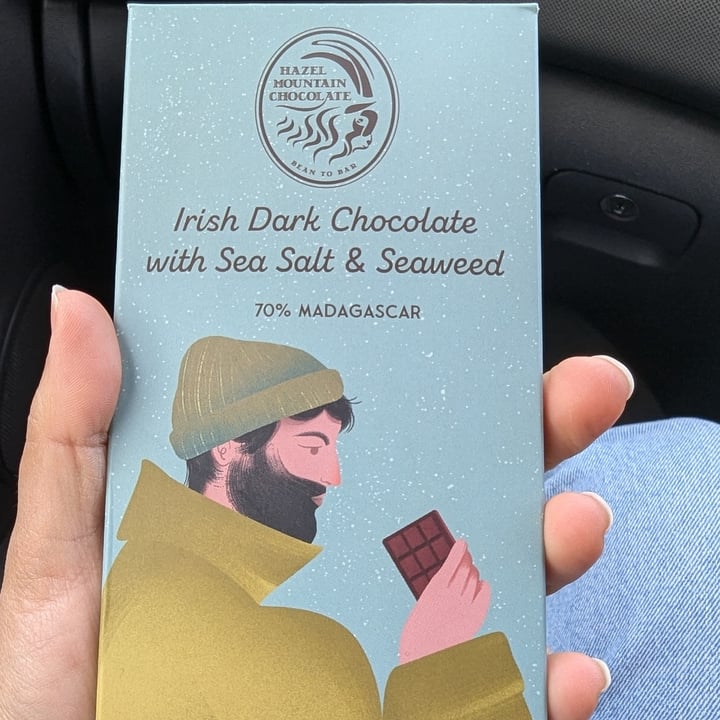 HAZEL
MOUNTAIN
CHOCOLATE
BEAN TO BAR
Irish Dark Chocolate
with Sea Salt & Seaweed
70% MADAGASCAR